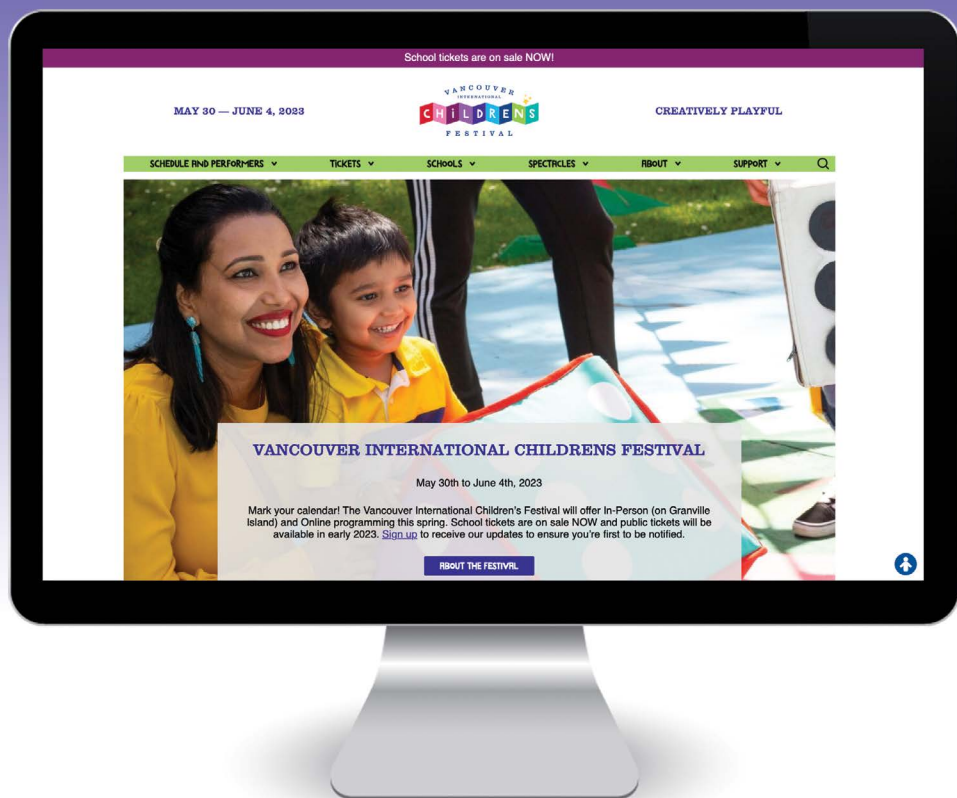 School tickets are on sale NOW!
MAY 30 — JUNE 4, 2023
VANCOUVER
INTERNATIONAL
CHiLDRENS
FESTIVAL
CREATIVELY PLAYFUL
SCHEDULE AND PERFORMERS
TICKETS
SCHOOLS
SPECTACLES
ABOUT
SUPPORT
VANCOUVER INTERNATIONAL CHILDRENS FESTIVAL
May 30th to June 4th, 2023
Mark your calendar! The Vancouver International Children's Festival will offer In-Person (on Granville
Island) and Online programming this spring. School tickets are on sale NOW and public tickets will be
available in early 2023. Sign up to receive our updates to ensure you're first to be notified.
ABOUT THE FESTIVAL